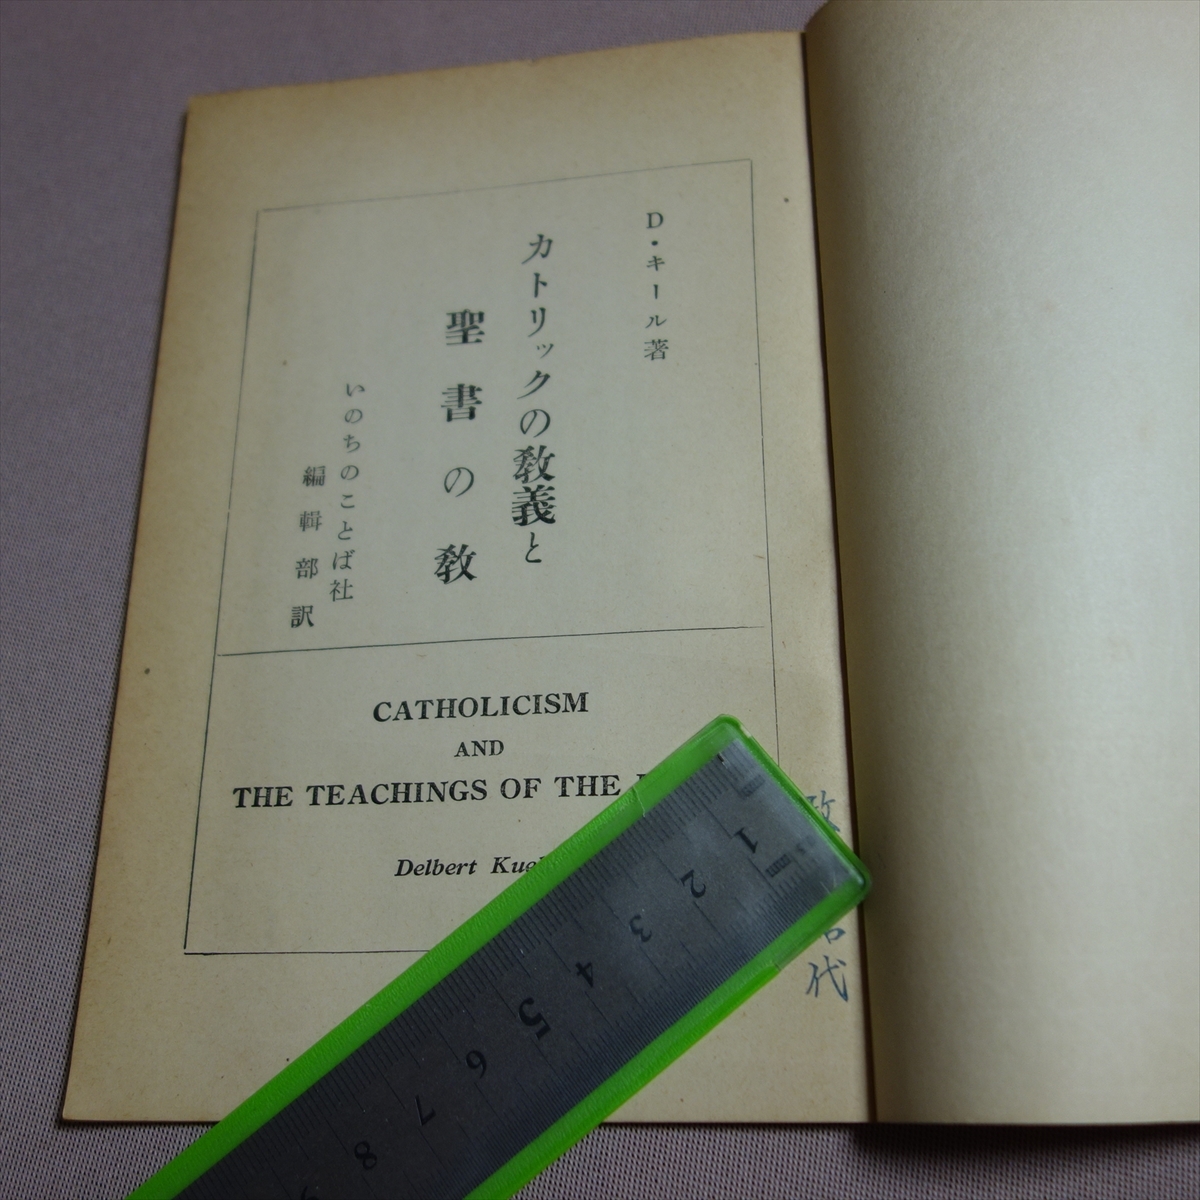 D・キール著
カトリックの教義と
聖書の教
いのちのことば社
編輯部訳
CATHOLICISM
AND
THE TEACHINGS OF THE
Delbert
代
1
2
3
4
5
6
7
8